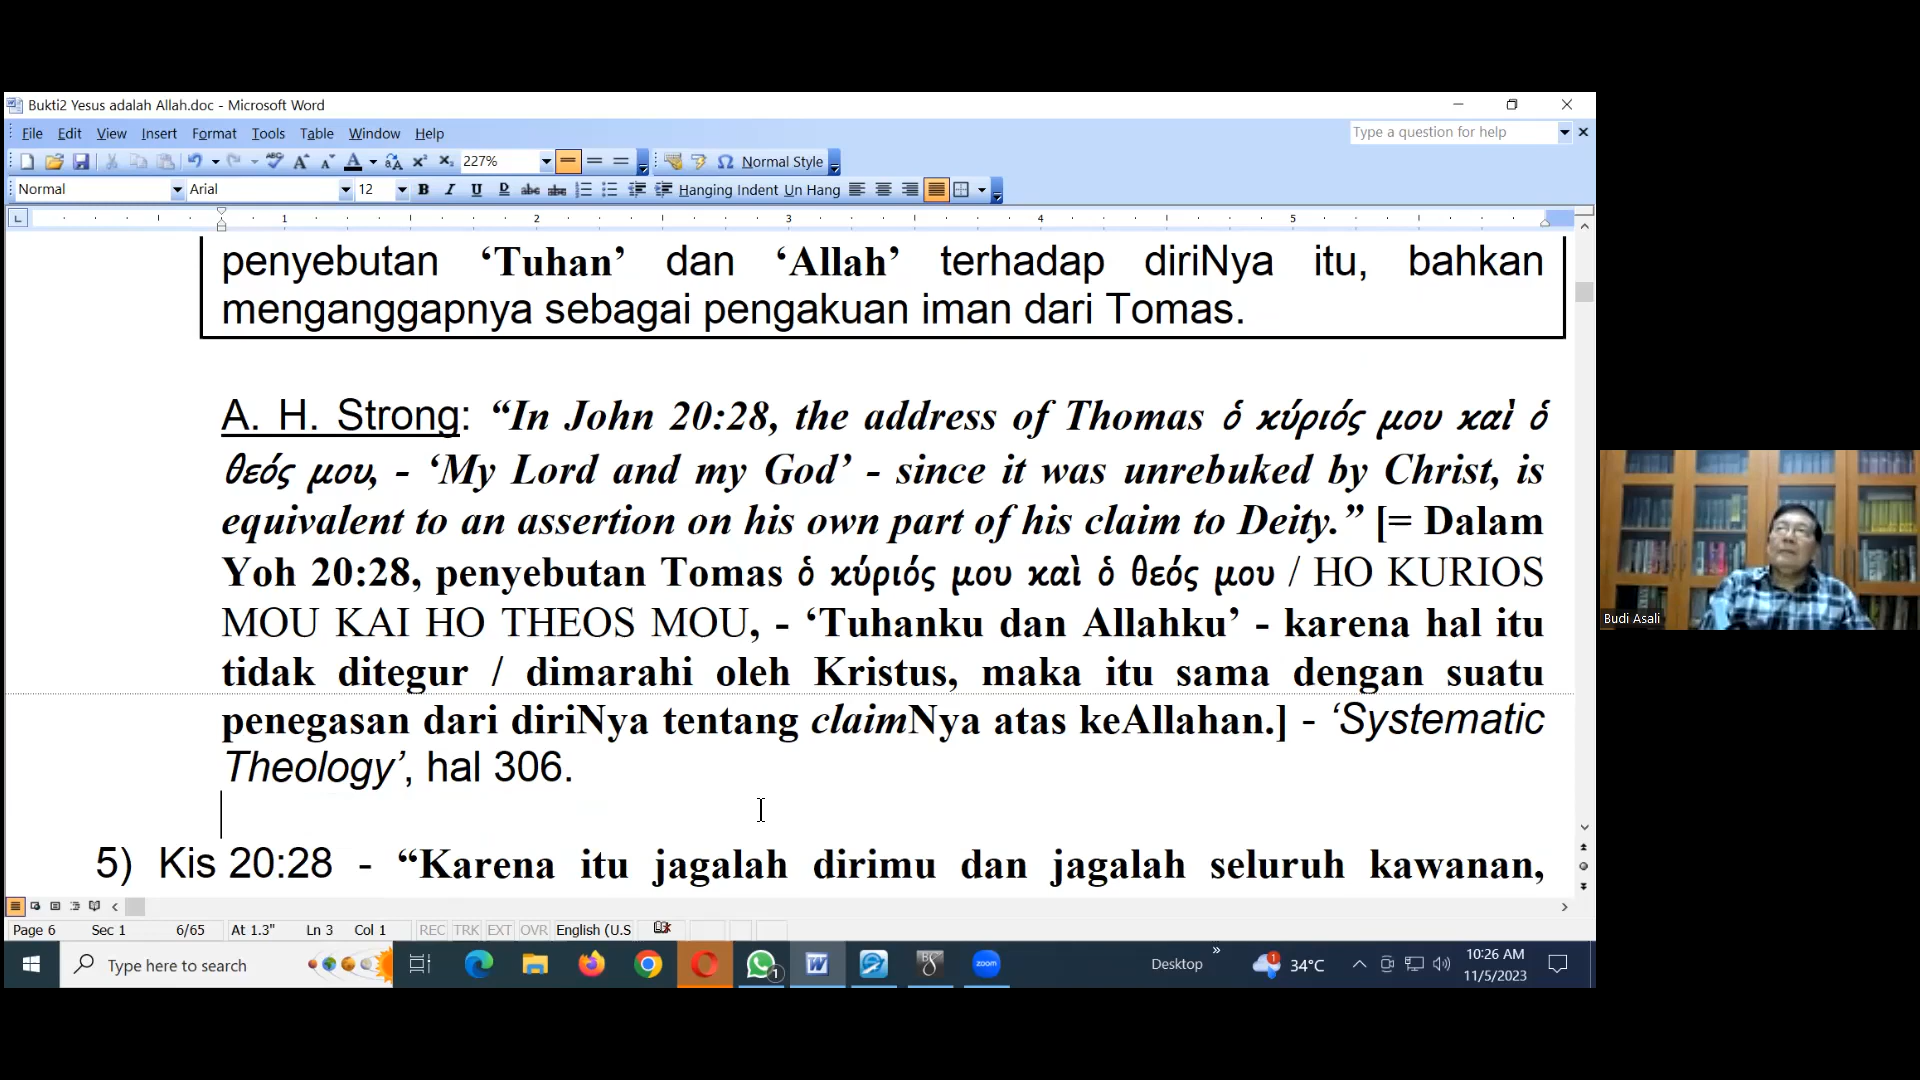 Bukti2 Yesus adalah Allah.doc - Microsoft Word
File Edit View Insert Format Tools Table Window Help
Type a question for help
227%
Normal Style
Normal
Arial
12
Hanging Indent Un Hang
1 2 3 4 5
penyebutan ‘Tuhan’ dan ‘Allah’ terhadap diriNya itu, bahkan
menganggapnya sebagai pengakuan iman dari Tomas.
A. H. Strong: “In John 20:28, the address of Thomas ὁ κύριός μου καὶ ὁ
θεός μου, - ‘My Lord and my God’ - since it was unrebuked by Christ, is
equivalent to an assertion on his own part of his claim to Deity.” [= Dalam
Yoh 20:28, penyebutan Tomas ὁ κύριός μου καὶ ὁ θεός μου / HO KURIOS
MOU KAI HO THEOS MOU, - ‘Tuhanku dan Allahku’ - karena hal itu
tidak ditegur / dimarahi oleh Kristus, maka itu sama dengan suatu
penegasan dari diriNya tentang claimNya atas keAllahan.] - ‘Systematic
Theology’, hal 306.
5) Kis 20:28 - “Karena itu jagalah dirimu dan jagalah seluruh kawanan,
Budi Asali
Page 6 Sec 1 6/65 At 1.3" Ln 3 Col 1 REC TRK EXT OVR English (U.S
Type here to search
zoom
Desktop
34°C
10:26 AM
11/5/2023